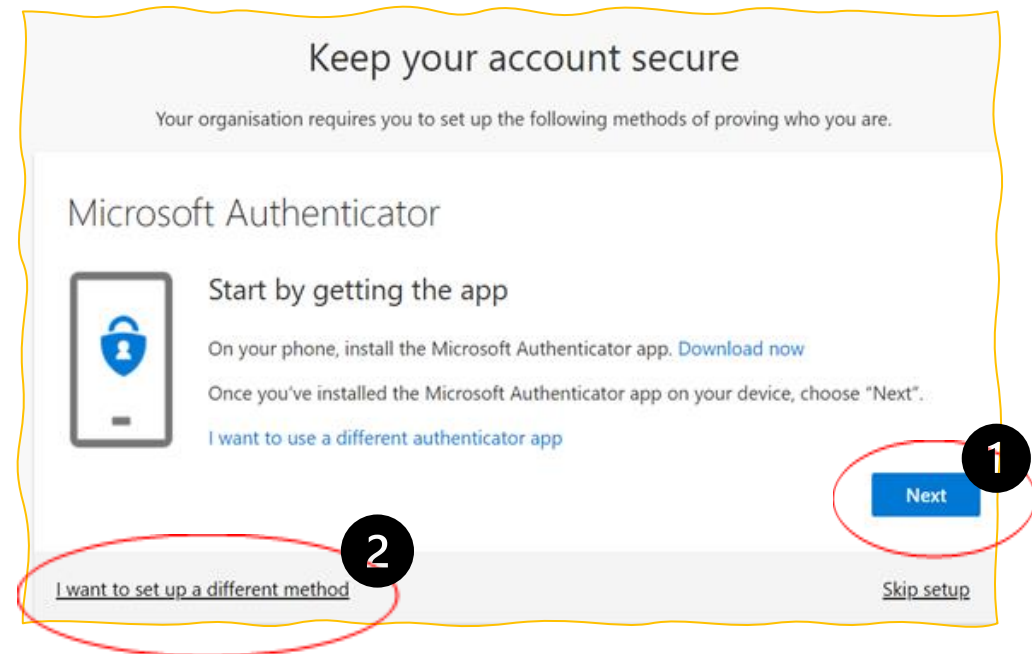 Keep your account secure
Your organisation requires you to set up the following methods of proving who you are.
Microsoft Authenticator
Start by getting the app
On your phone, install the Microsoft Authenticator app. Download now
Once you've installed the Microsoft Authenticator app on your device, choose "Next".
I want to use a different authenticator app
1
Next
2
I want to set up a different method
Skip setup